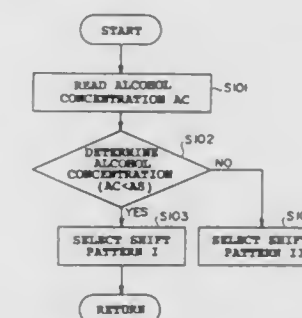 START
READ ALCOHOL
CONCENTRATION AC
S101
S102
DETERMINE
ALCOHOL
CONCENTRATION
(AC<AS)
NO
YES
S103
SELECT SHIFT
PATTERN I
SELECT SHIFT
PATTERN II
RETURN